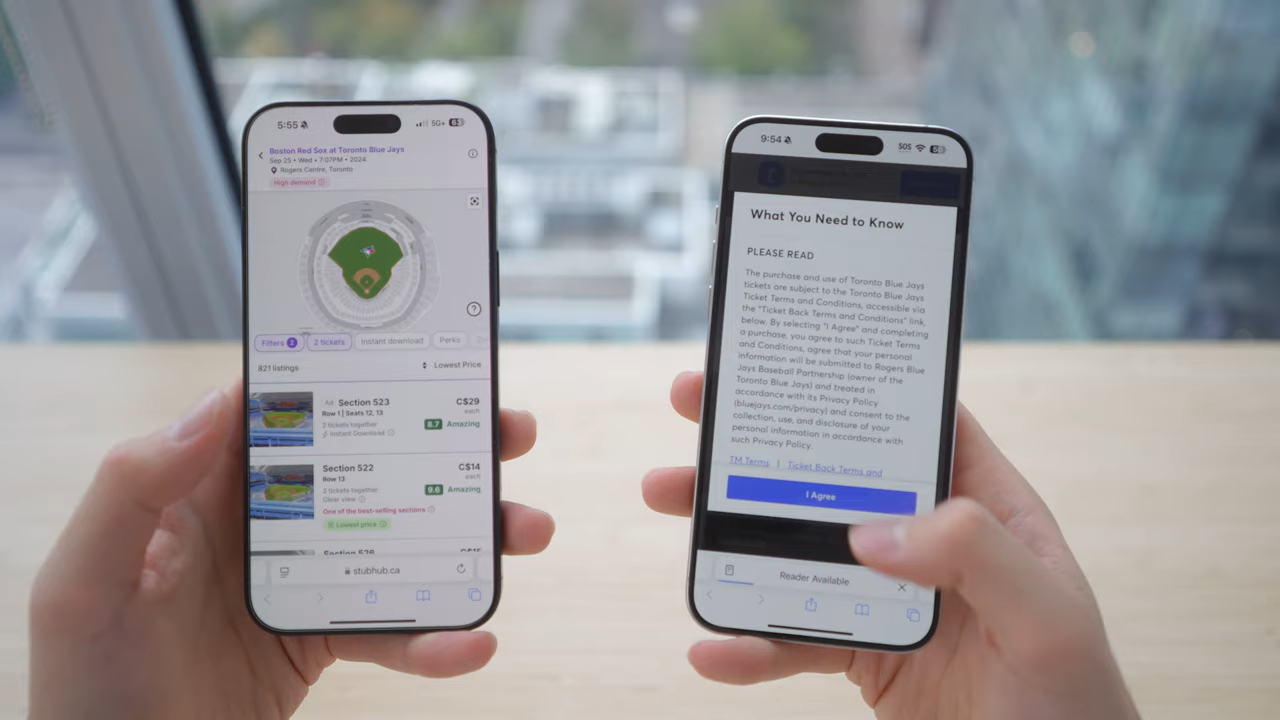 5:55
5G+
63
Boston Red Sox at Toronto Blue Jays
Sep 25 • Wed • 7:07PM • 2024
Rogers Centre, Toronto
High demand
Filters 2
2 tickets
Instant download
Perks
821 listings
Lowest Price
Ad Section 523
C$29
Row 1 | Seats 12, 13
each
2 tickets together
8.7 Amazing
Instant Download
Section 522
C$14
Row 13
each
2 tickets together
9.6 Amazing
Clear view
One of the best-selling sections
Lowest price
stubhub.ca
9:54
SOS
What You Need to Know
PLEASE READ
The purchase and use of Toronto Blue Jays
tickets are subject to the Toronto Blue Jays
Ticket Terms and Conditions, accessible via
the "Ticket Back Terms and Conditions" link,
below. By selecting "I Agree" and completing
a purchase, you agree to such Ticket Terms
and Conditions, agree that your personal
information will be submitted to Rogers Blue
Jays Baseball Partnership (owner of the
Toronto Blue Jays) and treated in
accordance with its Privacy Policy
(bluejays.com/privacy) and consent to the
collection, use, and disclosure of your
personal information in accordance with
such Privacy Policy.
TM Terms | Ticket Back Terms and
I Agree
Reader Available